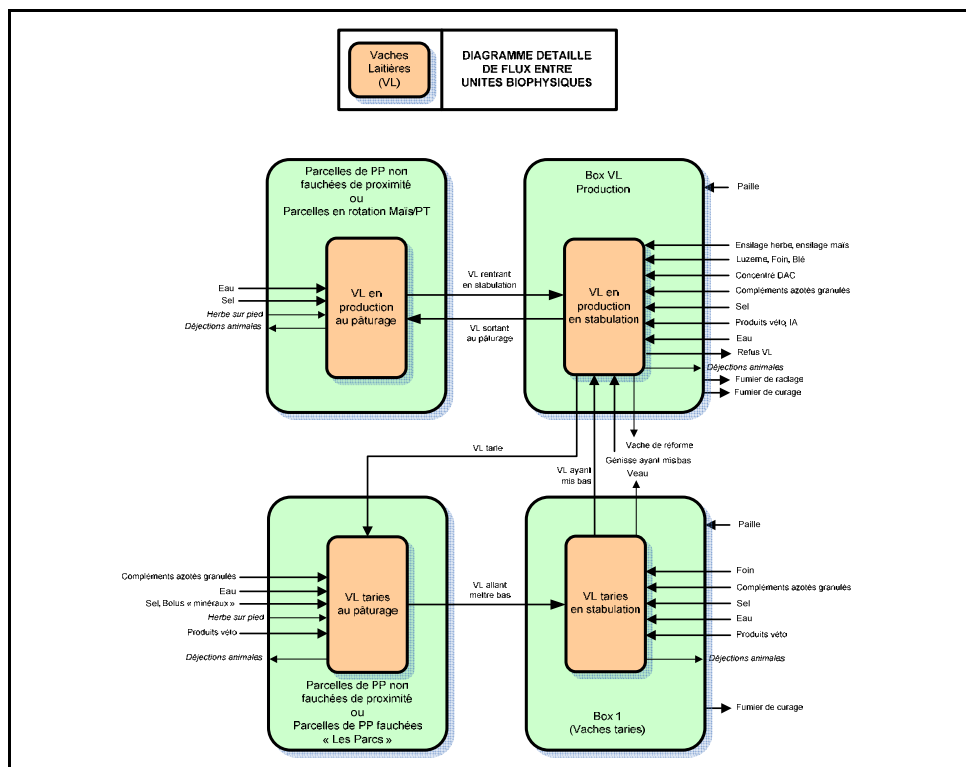 Vaches
Laitières
(VL)
DIAGRAMME DETAILLE
DE FLUX ENTRE
UNITES BIOPHYSIQUES
Parcelles de PP non
fauchées de proximité
ou
Parcelles en rotation Maïs/PT
VL en
production
au pâturage
Eau
Sel
Herbe sur pied
Déjections animales
VL rentrant
en stabulation
VL sortant
au pâturage
Box VL
Production
VL en
production
en stabulation
Paille
Ensilage herbe, ensilage maïs
Luzerne, Foin, Blé
Concentré DAC
Compléments azotés granulés
Sel
Produits véto, IA
Eau
Refus VL
Déjections animales
Fumier de raclage
Fumier de curage
VL tarie
VL ayant
mis bas
Vache de réforme
Génisse ayant mis bas
Veau
Compléments azotés granulés
Eau
Sel, Bolus « minéraux »
Herbe sur pied
Produits véto
Déjections animales
VL taries
au pâturage
Parcelles de PP non
fauchées de proximité
ou
Parcelles de PP fauchées
« Les Parcs »
VL allant
mettre bas
VL taries
en stabulation
Box 1
(Vaches taries)
Paille
Foin
Compléments azotés granulés
Sel
Eau
Produits véto
Déjections animales
Fumier de curage